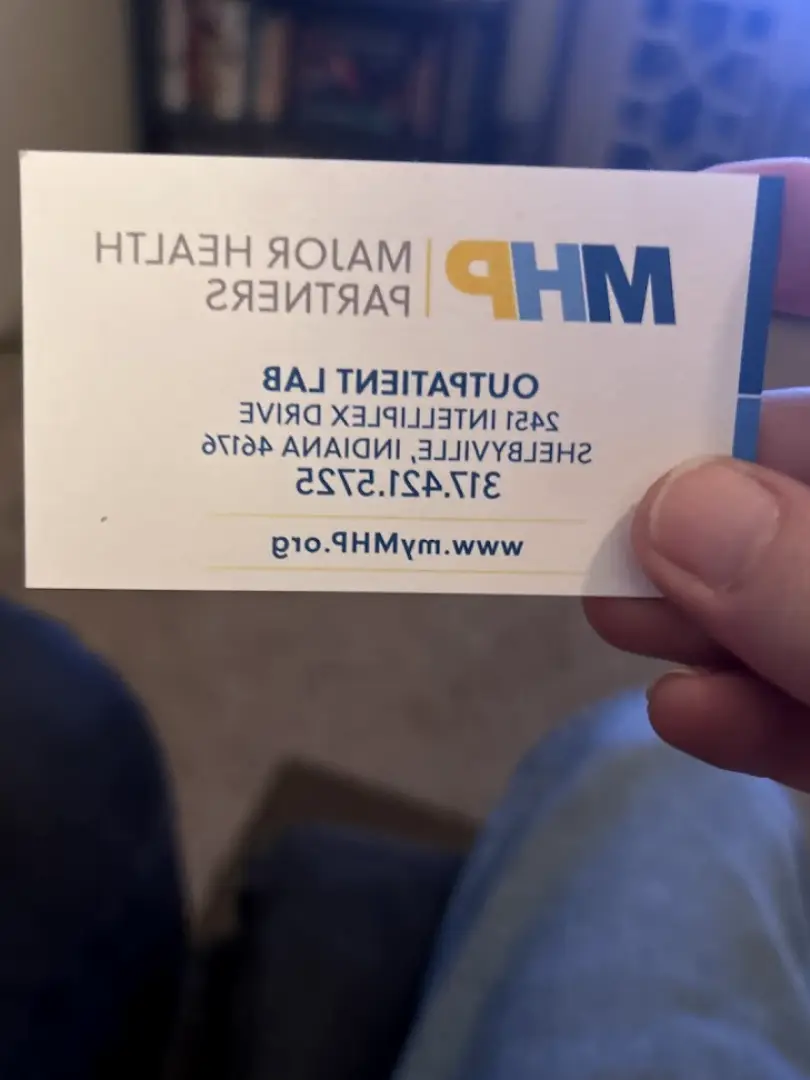 MHP | MAJOR HEALTH
PARTNERS
OUTPATIENT LAB
2451 INTELLIPLEX DRIVE
SHELBYVILLE, INDIANA 46176
317.421.5725
www.myMHP.org